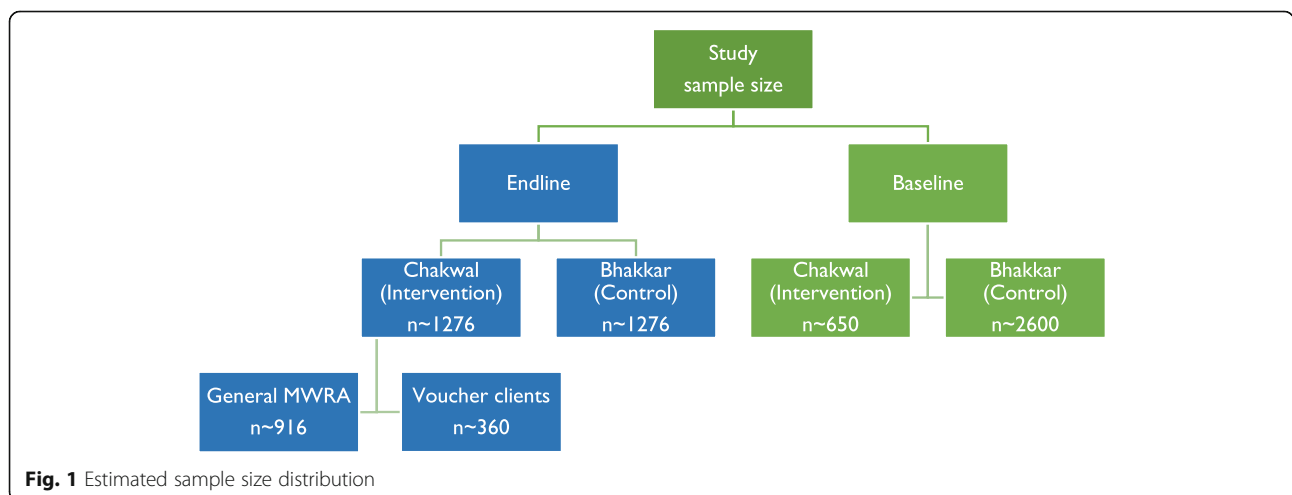 Study
sample size
Endline
Baseline
Chakwal
(Intervention)
n~1276
Bhakkar
(Control)
n~1276
Chakwal
(Intervention)
n~650
Bhakkar
(Control)
n~2600
General MWRA
n~916
Voucher clients
n~360
Fig. 1 Estimated sample size distribution